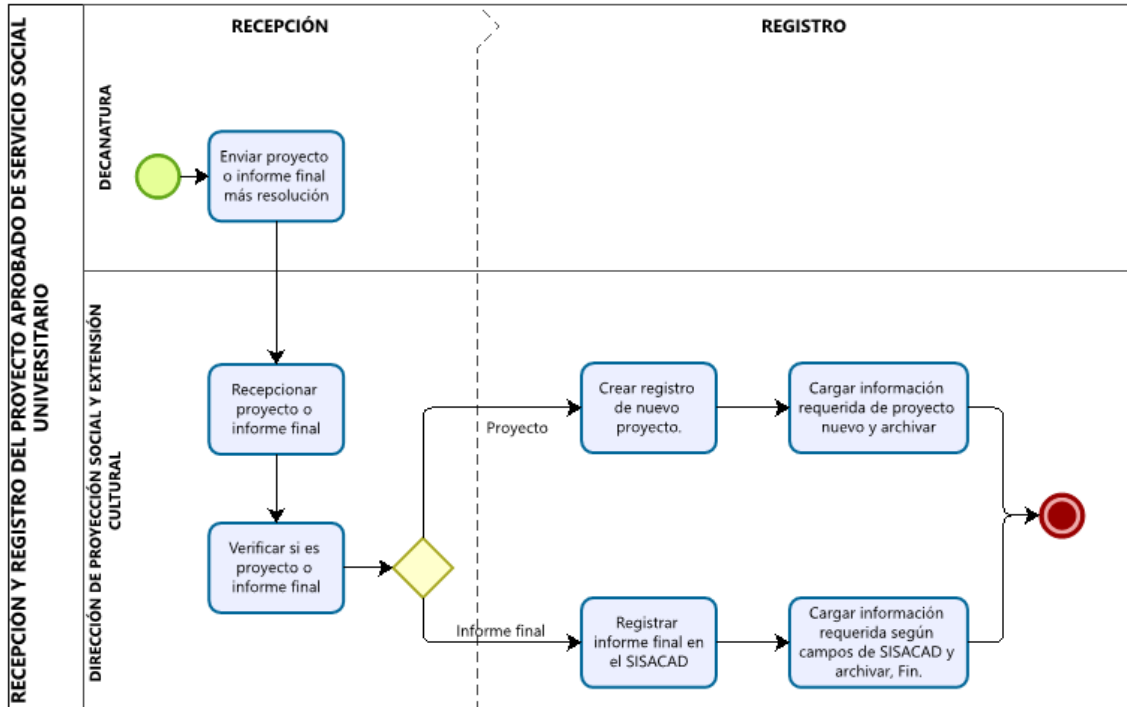 RECEPCIÓN Y REGISTRO DEL PROYECTO APROBADO DE SERVICIO SOCIAL
UNIVERSITARIO
RECEPCIÓN
REGISTRO
DECANATURA
Enviar proyecto
o informe final
más resolución
DIRECCIÓN DE PROYECCIÓN SOCIAL Y EXTENSIÓN
CULTURAL
Recepcionar
proyecto o
informe final
Verificar si es
proyecto o
informe final
Proyecto
Crear registro
de nuevo
proyecto.
Cargar información
requerida de proyecto
nuevo y archivar
Informe final
Registrar
informe final en
el SISACAD
Cargar información
requerida según
campos de SISACAD y
archivar, Fin.